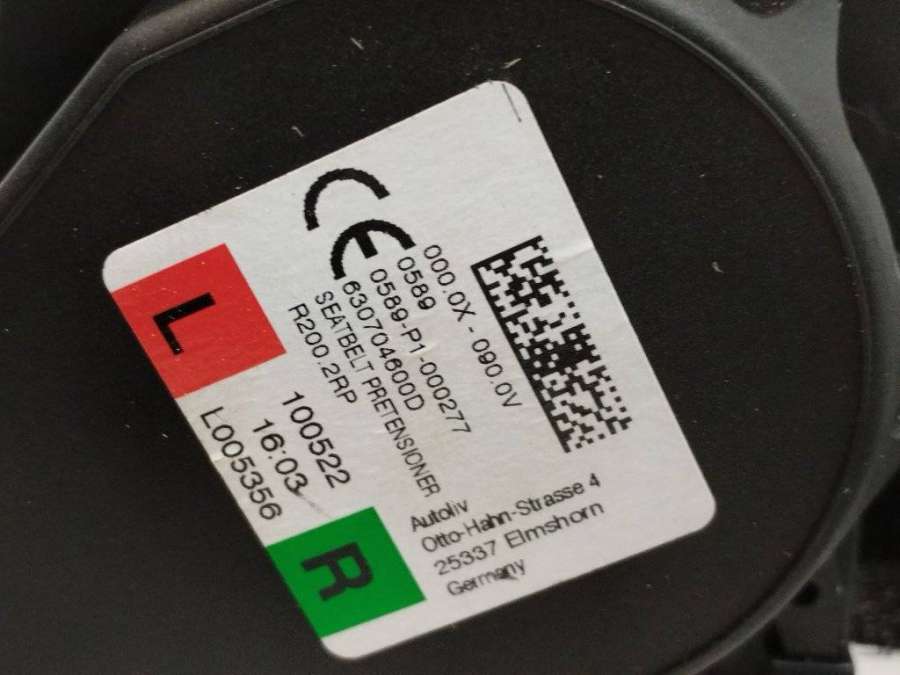 CE
000.0X - 090.0V
0589
0589-P1-000277
630704600D
SEATBELT PRETENSIONER
R200.2RP
L
100522
16:03
L005356
R
Autoliv
Otto-Hahn-Strasse 4
25337 Elmshorn
Germany